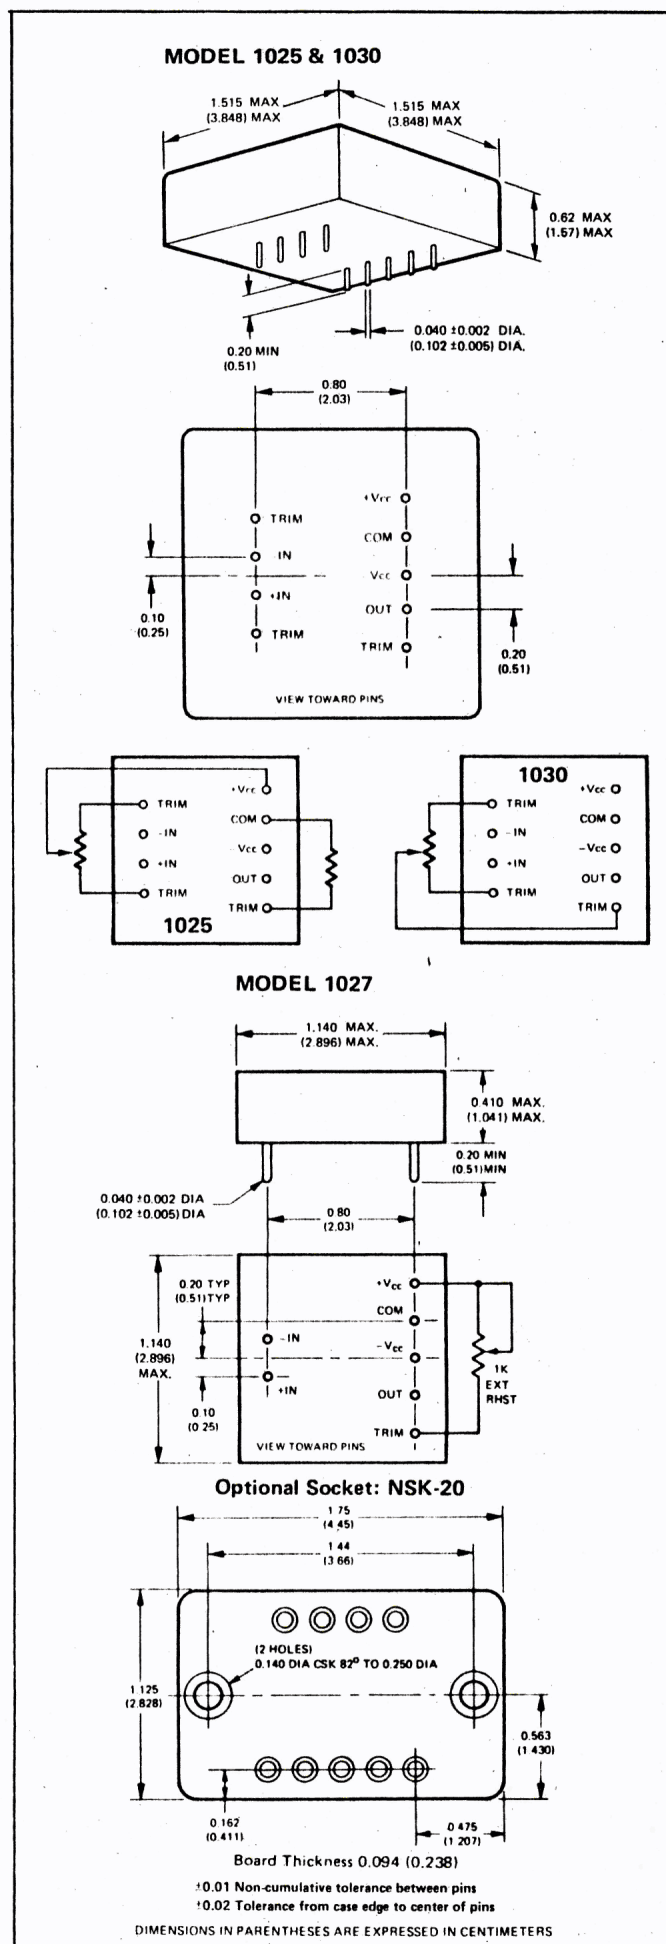 MODEL 1025 & 1030
1.515 MAX
(3.848) MAX
1.515 MAX
(3.848) MAX
0.62 MAX
(1.57) MAX
0.20 MIN
(0.51)
0.040 ±0.002 DIA.
(0.102 ±0.005) DIA.
0.80
(2.03)
TRIM
-IN
+IN
TRIM
+Vcc
COM
Vcc
OUT
TRIM
0.10
(0.25)
0.20
(0.51)
VIEW TOWARD PINS
TRIM
-IN
+IN
TRIM
+Vcc
COM
-Vcc
OUT
TRIM
1025
1030
TRIM
-IN
+IN
TRIM
+Vcc
COM
-Vcc
OUT
TRIM
MODEL 1027
1.140 MAX.
(2.896) MAX.
0.410 MAX.
(1.041) MAX.
0.20 MIN
(0.51) MIN
0.040 ±0.002 DIA
(0.102 ±0.005) DIA
0.80
(2.03)
0.20 TYP
(0.51) TYP
1.140
(2.896)
MAX.
0.10
(0.25)
-IN
+IN
+Vcc
COM
-Vcc
OUT
TRIM
1K
EXT
RHST
VIEW TOWARD PINS
Optional Socket: NSK-20
1.75
(4.45)
1.44
(3.66)
(2 HOLES)
0.140 DIA CSK 82° TO 0.250 DIA
1.125
(2.828)
0.563
(1.430)
0.162
(0.411)
0.475
(1.207)
Board Thickness 0.094 (0.238)
±0.01 Non-cumulative tolerance between pins
±0.02 Tolerance from case edge to center of pins
DIMENSIONS IN PARENTHESES ARE EXPRESSED IN CENTIMETERS